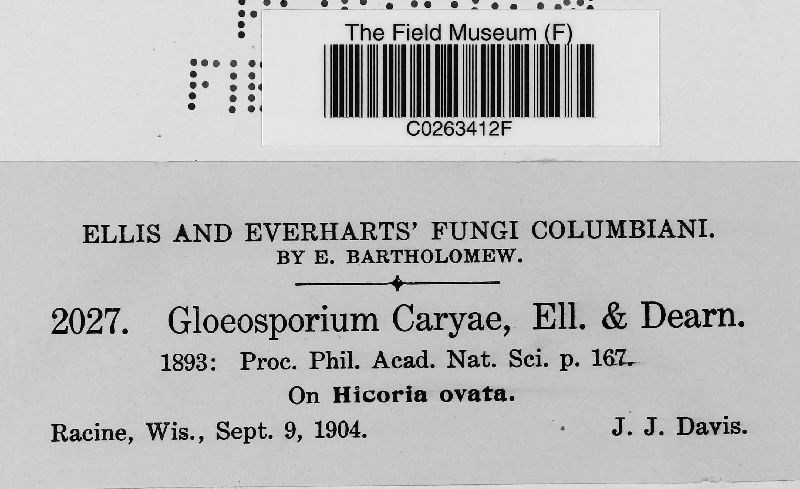 The Field Museum (F)
C0263412F
ELLIS AND EVERHARTS' FUNGI COLUMBIANI.
BY E. BARTHOLOMEW.
2027. Gloeosporium Caryae, Ell. & Dearn.
1893: Proc. Phil. Acad. Nat. Sci. p. 167.
On Hicoria ovata.
Racine, Wis., Sept. 9, 1904. J. J. Davis.